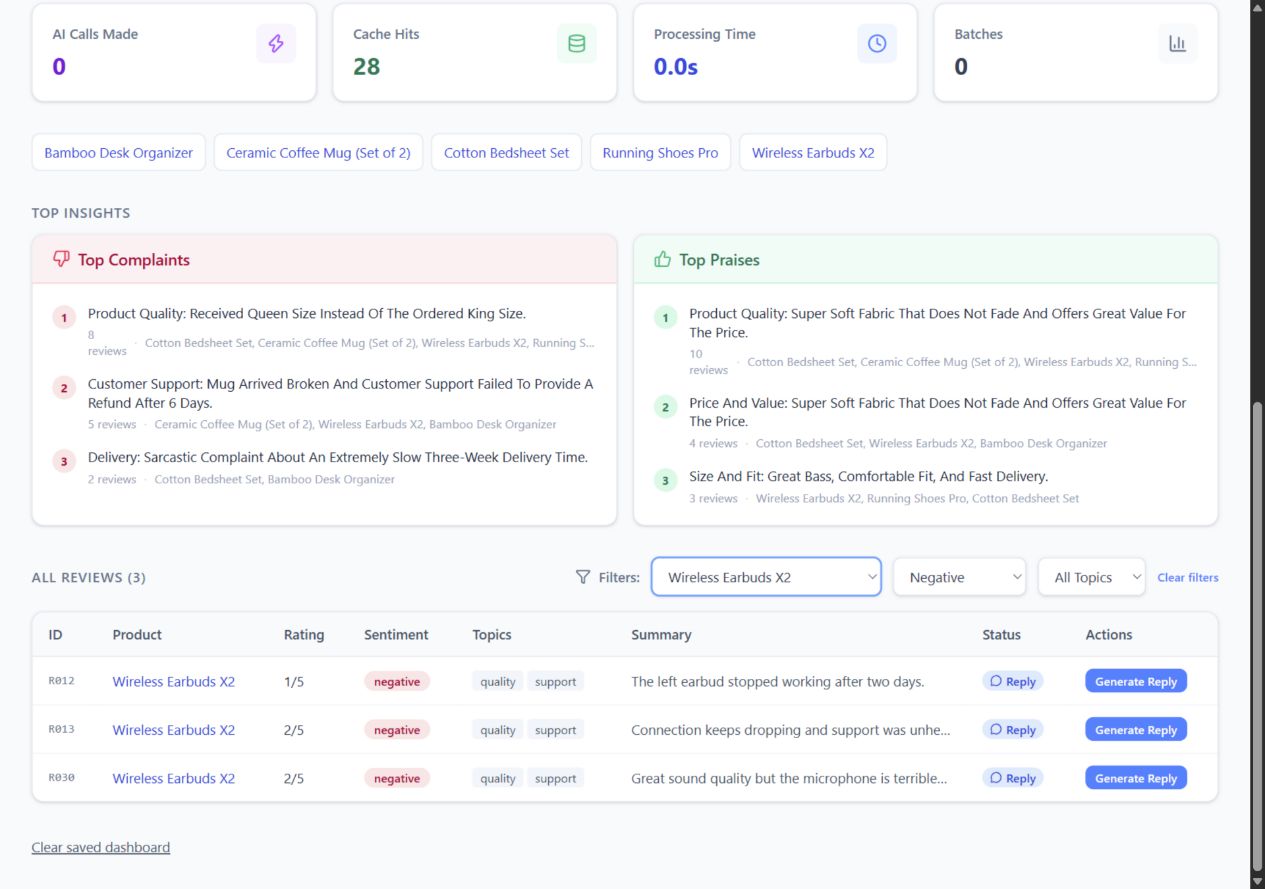 AI Calls Made
0
Cache Hits
28
Processing Time
0.0s
Batches
0
Bamboo Desk Organizer
Ceramic Coffee Mug (Set of 2)
Cotton Bedsheet Set
Running Shoes Pro
Wireless Earbuds X2
TOP INSIGHTS
Top Complaints
1
Product Quality: Received Queen Size Instead Of The Ordered King Size.
8
reviews
· Cotton Bedsheet Set, Ceramic Coffee Mug (Set of 2), Wireless Earbuds X2, Running S...
2
Customer Support: Mug Arrived Broken And Customer Support Failed To Provide A
Refund After 6 Days.
5 reviews · Ceramic Coffee Mug (Set of 2), Wireless Earbuds X2, Bamboo Desk Organizer
3
Delivery: Sarcastic Complaint About An Extremely Slow Three-Week Delivery Time.
2 reviews · Cotton Bedsheet Set, Bamboo Desk Organizer
Top Praises
1
Product Quality: Super Soft Fabric That Does Not Fade And Offers Great Value For
The Price.
10
reviews
· Cotton Bedsheet Set, Ceramic Coffee Mug (Set of 2), Wireless Earbuds X2, Running S...
2
Price And Value: Super Soft Fabric That Does Not Fade And Offers Great Value For
The Price.
4 reviews · Cotton Bedsheet Set, Wireless Earbuds X2, Bamboo Desk Organizer
3
Size And Fit: Great Bass, Comfortable Fit, And Fast Delivery.
3 reviews · Wireless Earbuds X2, Running Shoes Pro, Cotton Bedsheet Set
ALL REVIEWS (3)
Filters: Wireless Earbuds X2 Negative All Topics Clear filters
ID Product Rating Sentiment Topics Summary Status Actions
R012 Wireless Earbuds X2 1/5 negative quality support The left earbud stopped working after two days. Reply Generate Reply
R013 Wireless Earbuds X2 2/5 negative quality support Connection keeps dropping and support was unhe... Reply Generate Reply
R030 Wireless Earbuds X2 2/5 negative quality support Great sound quality but the microphone is terrible... Reply Generate Reply
Clear saved dashboard